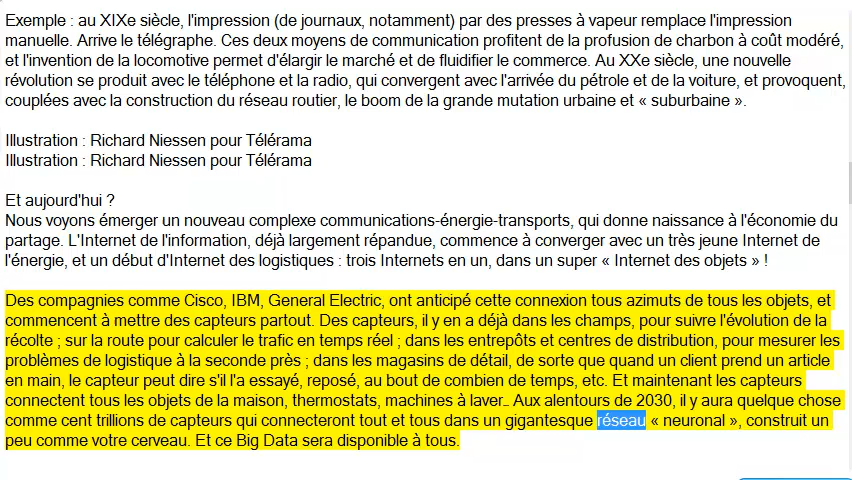 Exemple : au XIXe siècle, l'impression (de journaux, notamment) par des presses à vapeur remplace l'impression
manuelle. Arrive le télégraphe. Ces deux moyens de communication profitent de la profusion de charbon à coût modéré,
et l'invention de la locomotive permet d'élargir le marché et de fluidifier le commerce. Au XXe siècle, une nouvelle
révolution se produit avec le téléphone et la radio, qui convergent avec l'arrivée du pétrole et de la voiture, et provoquent,
couplées avec la construction du réseau routier, le boom de la grande mutation urbaine et « suburbaine ».
Illustration : Richard Niessen pour Télérama
Illustration : Richard Niessen pour Télérama
Et aujourd'hui ?
Nous voyons émerger un nouveau complexe communications-énergie-transports, qui donne naissance à l'économie du
partage. L'Internet de l'information, déjà largement répandue, commence à converger avec un très jeune Internet de
l'énergie, et un début d'Internet des logistiques : trois Internets en un, dans un super « Internet des objets » !
Des compagnies comme Cisco, IBM, General Electric, ont anticipé cette connexion tous azimuts de tous les objets, et
commencent à mettre des capteurs partout. Des capteurs, il y en a déjà dans les champs, pour suivre l'évolution de la
récolte ; sur la route pour calculer le trafic en temps réel ; dans les entrepôts et centres de distribution, pour mesurer les
problèmes de logistique à la seconde près ; dans les magasins de détail, de sorte que quand un client prend un article
en main, le capteur peut dire s'il l'a essayé, reposé, au bout de combien de temps, etc. Et maintenant les capteurs
connectent tous les objets de la maison, thermostats, machines à laver… Aux alentours de 2030, il y aura quelque chose
comme cent trillions de capteurs qui connecteront tout et tous dans un gigantesque réseau « neuronal », construit un
peu comme votre cerveau. Et ce Big Data sera disponible à tous.